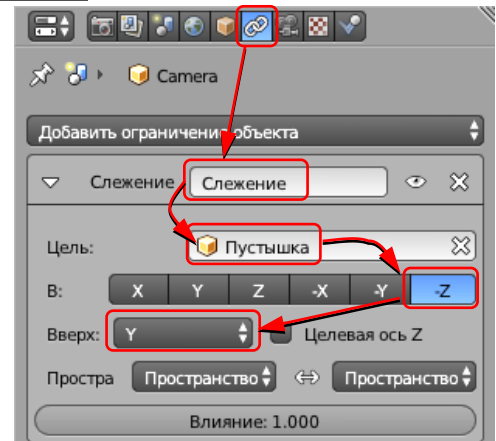 Camera
Добавить ограничение объекта
Слежение Слежение
Цель: Пустышка
В: X Y Z -X -Y -Z
Вверх: Y Целевая ось Z
Простра Пространство Пространство
Влияние: 1.000